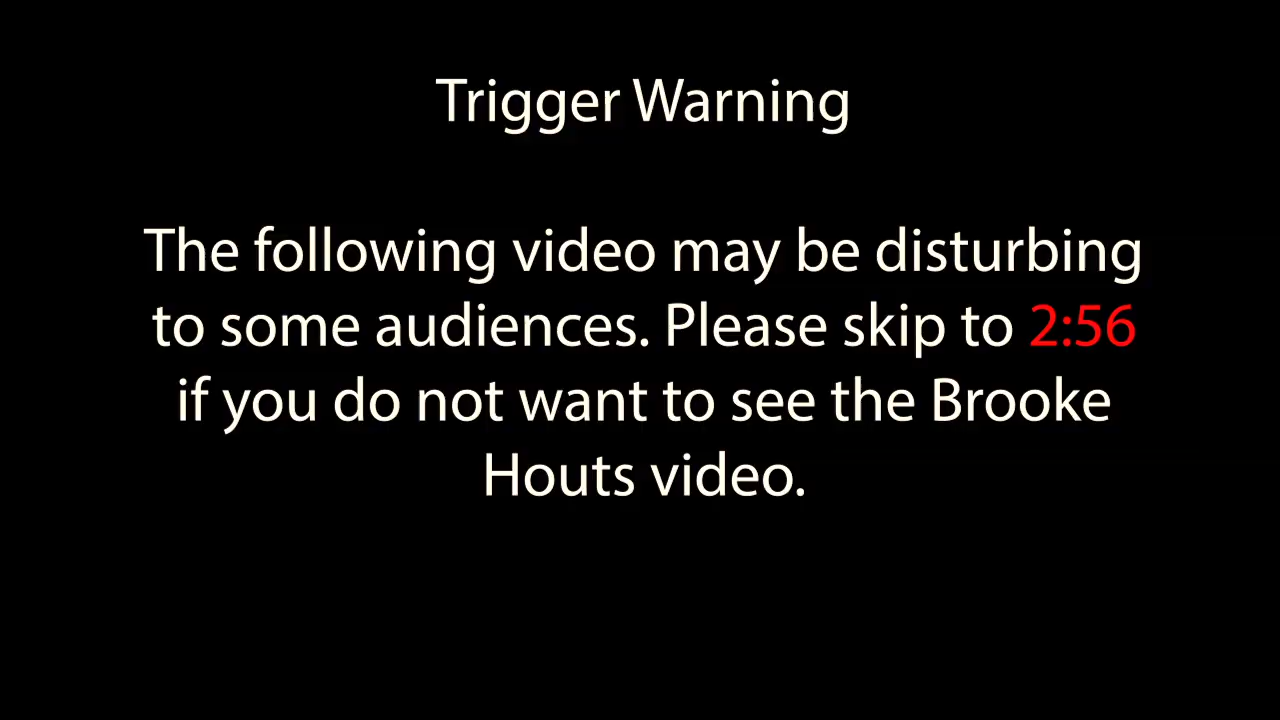 Trigger Warning
The following video may be disturbing
to some audiences. Please skip to 2:56
if you do not want to see the Brooke
Houts video.